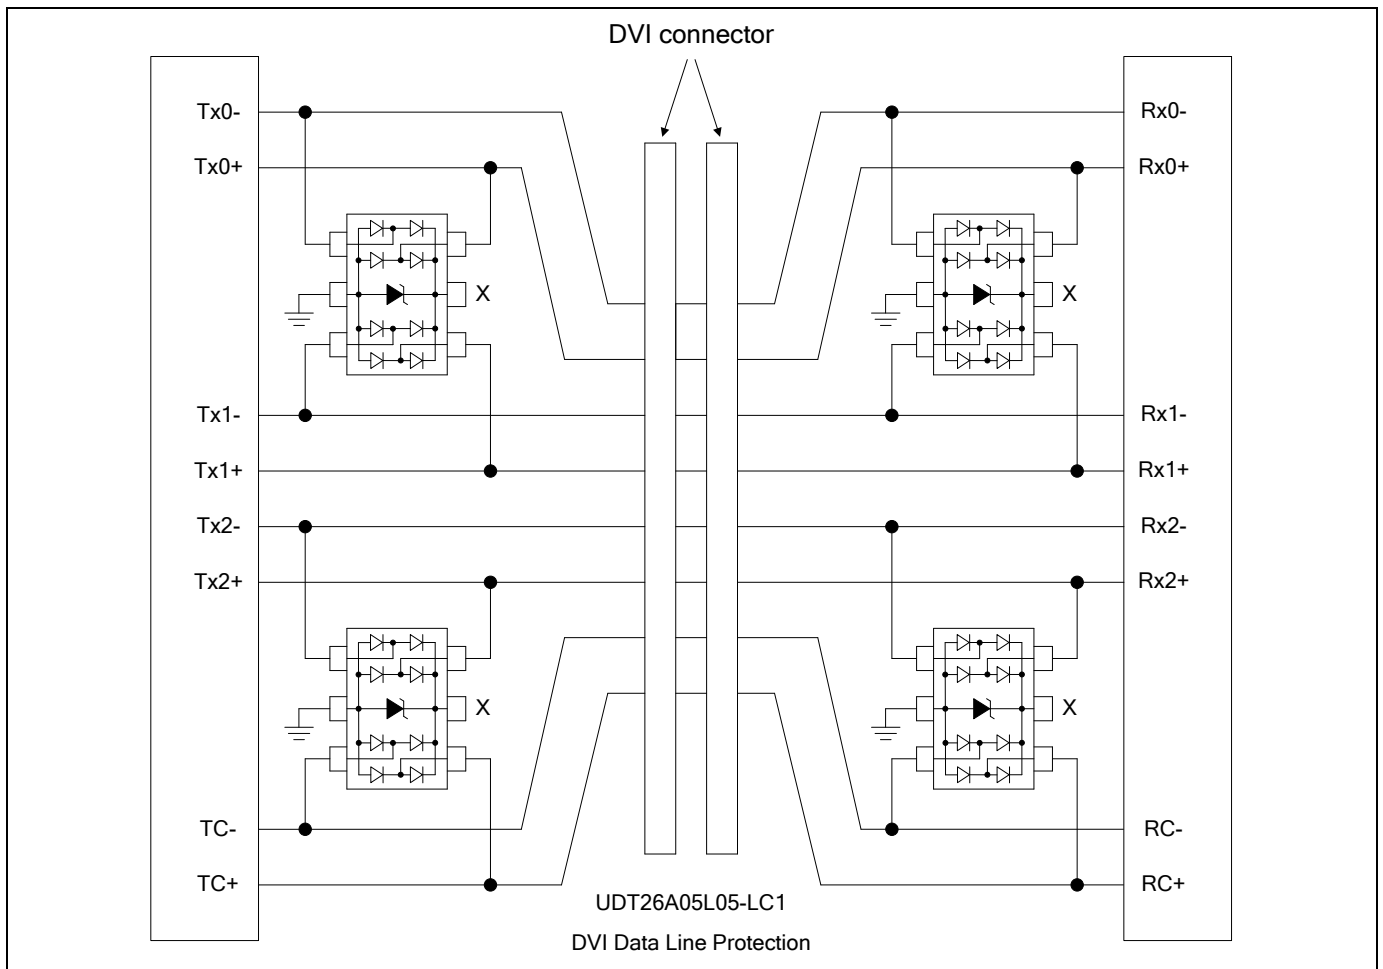 DVI connector
Tx0-
Rx0-
Tx0+
Rx0+
X
X
Tx1-
Rx1-
Tx1+
Rx1+
Tx2-
Rx2-
Tx2+
Rx2+
X
X
TC-
RC-
TC+
RC+
UDT26A05L05-LC1
DVI Data Line Protection